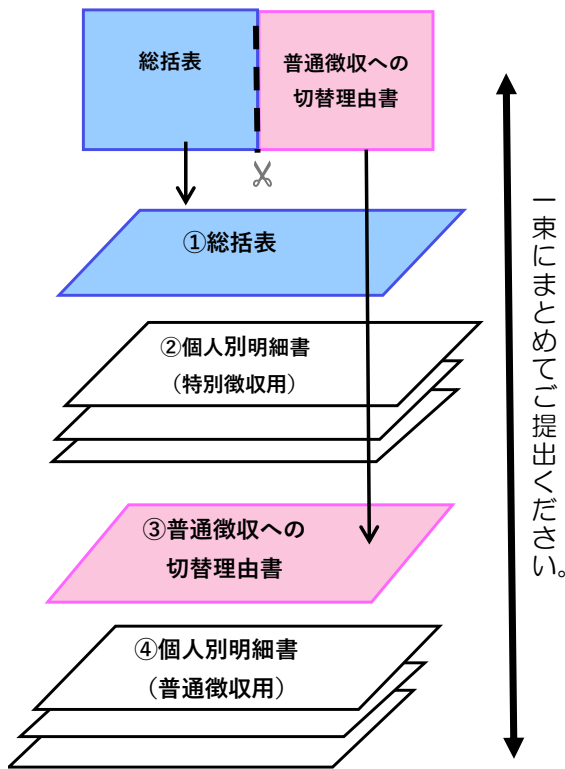 総括表
普通徴収への
切替理由書
①総括表
②個人別明細書
（特別徴収用）
③普通徴収への
切替理由書
④個人別明細書
（普通徴収用）
一束にまとめてご提出ください。